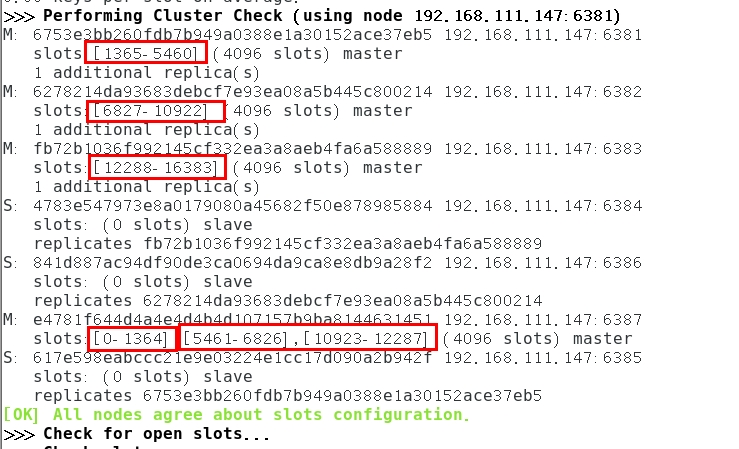 >>> Performing Cluster Check (using node 192.168.111.147:6381)
M: 6753e3bb260fdb7b949a0388e1a30152ace37eb5 192.168.111.147:6381
slots:[1365-5460] (4096 slots) master
1 additional replica(s)
M: 6278214da93683debcf7e93ea08a5b445c800214 192.168.111.147:6382
slots:[6827-10922] (4096 slots) master
1 additional replica(s)
M: fb72b1036f992145cf332ea3a8aeb4fa6a588889 192.168.111.147:6383
slots:[12288-16383] (4096 slots) master
1 additional replica(s)
S: 4783e547973e8a0179080a45682f50e878985884 192.168.111.147:6384
slots: (0 slots) slave
replicates fb72b1036f992145cf332ea3a8aeb4fa6a588889
S: 841d887ac94df90de3ca0694da9ca8e8db9a28f2 192.168.111.147:6386
slots: (0 slots) slave
replicates 6278214da93683debcf7e93ea08a5b445c800214
M: e4781f644d4a4e4d4b4d107157b9ba8144631451 192.168.111.147:6387
slots:[0-1364],[5461-6826],[10923-12287] (4096 slots) master
S: 617e598eabccc21e9e03224e1cc17d090a2b942f 192.168.111.147:6385
slots: (0 slots) slave
replicates 6753e3bb260fdb7b949a0388e1a30152ace37eb5
[OK] All nodes agree about slots configuration.
>>> Check for open slots...